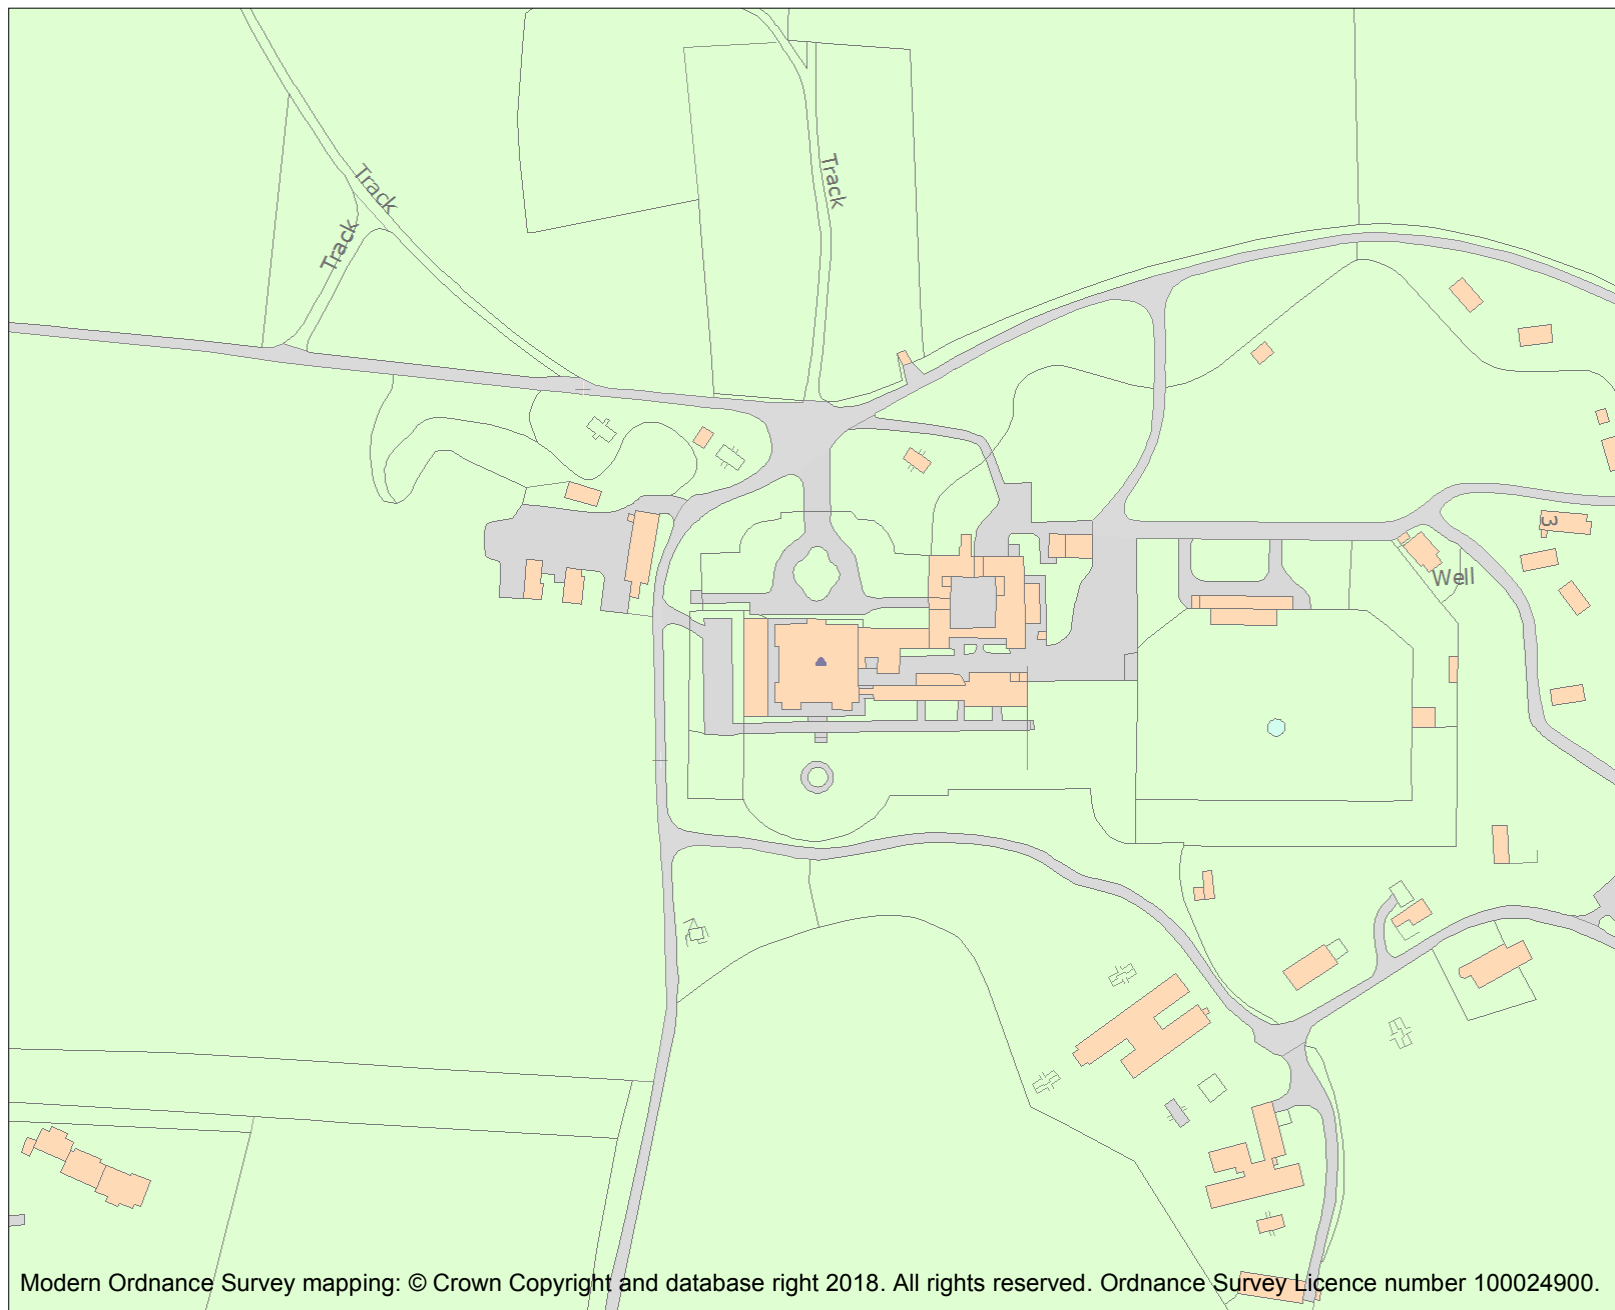 Track
Track
Track
3
Well
Modern Ordnance Survey mapping: © Crown Copyright and database right 2018. All rights reserved. Ordnance Survey Licence number 100024900.